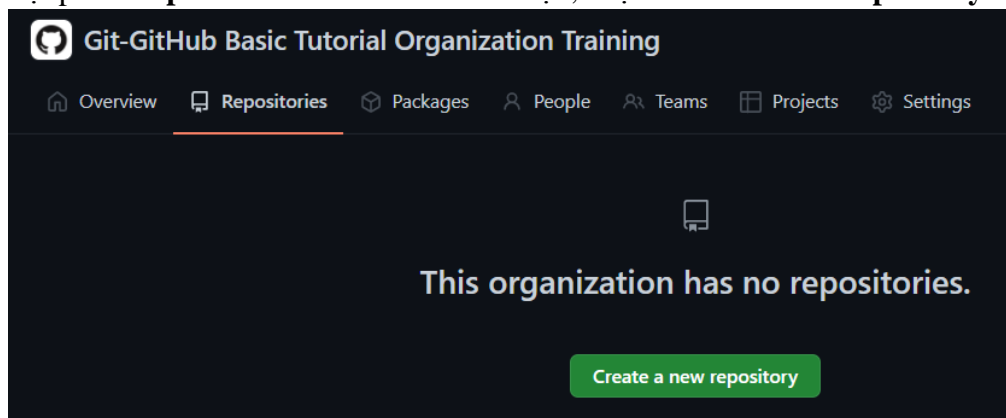 Git-GitHub Basic Tutorial Organization Training
Overview Repositories Packages People Teams Projects Settings
This organization has no repositories.
Create a new repository